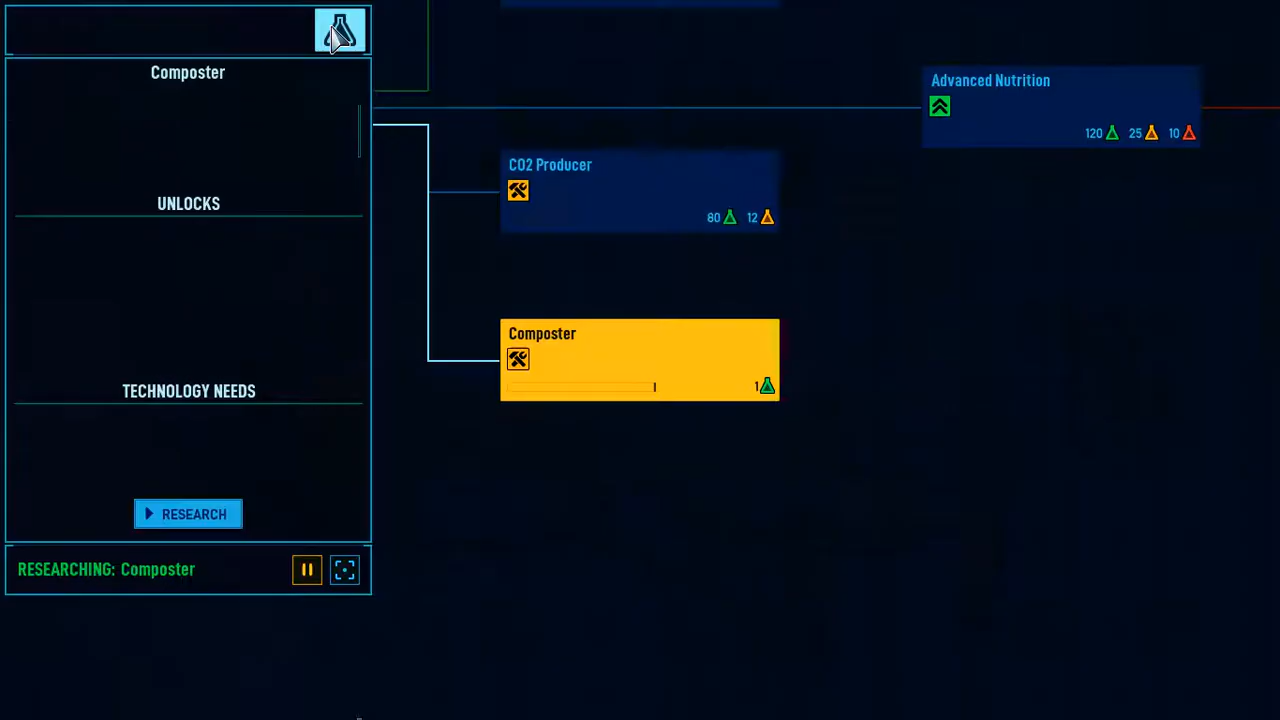 Composter
UNLOCKS
TECHNOLOGY NEEDS
RESEARCH
RESEARCHING: Composter
Advanced Nutrition
120 25 10
CO2 Producer
80 12
Composter
1